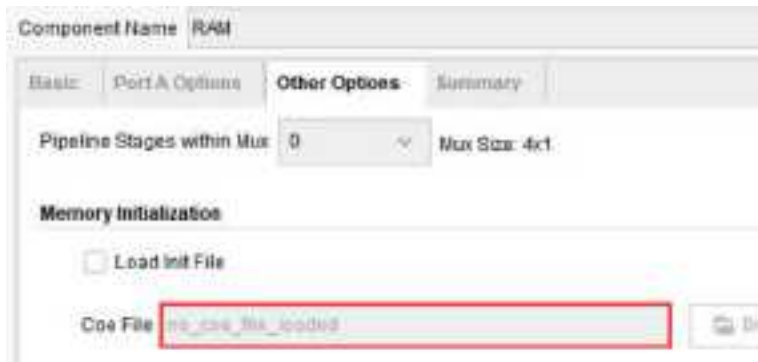 Component Name RAM
Basic Port A Options Other Options Summary
Pipeline Stages within Mux 0 Mux Size: 4x1
Memory Initialization
Load Init File
Coe File no_coe_file_loaded